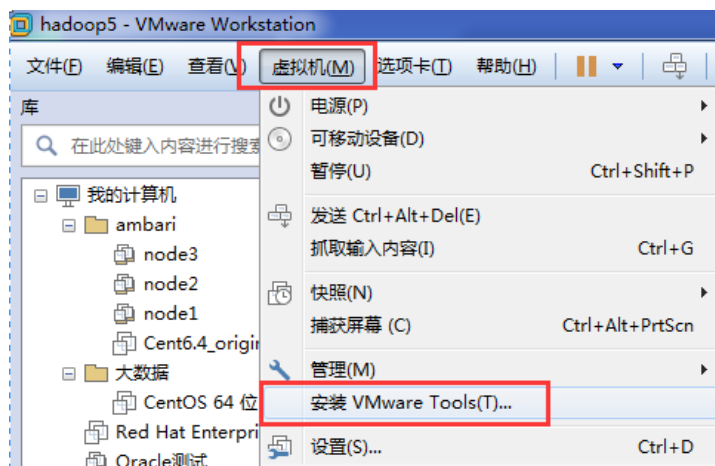 hadoop5 - VMware Workstation
文件(F) 编辑(E) 查看(V) 虚拟机(M) 选项卡(T) 帮助(H)
库
在此处键入内容进行搜索
我的计算机
ambari
node3
node2
node1
Cent6.4_origin
大数据
CentOS 64 位
Red Hat Enterpri
Oracle测试
电源(P)
可移动设备(D)
暂停(U) Ctrl+Shift+P
发送 Ctrl+Alt+Del(E)
抓取输入内容(I) Ctrl+G
快照(N)
捕获屏幕 (C) Ctrl+Alt+PrtScn
管理(M)
安装 VMware Tools(T)...
设置(S)... Ctrl+D